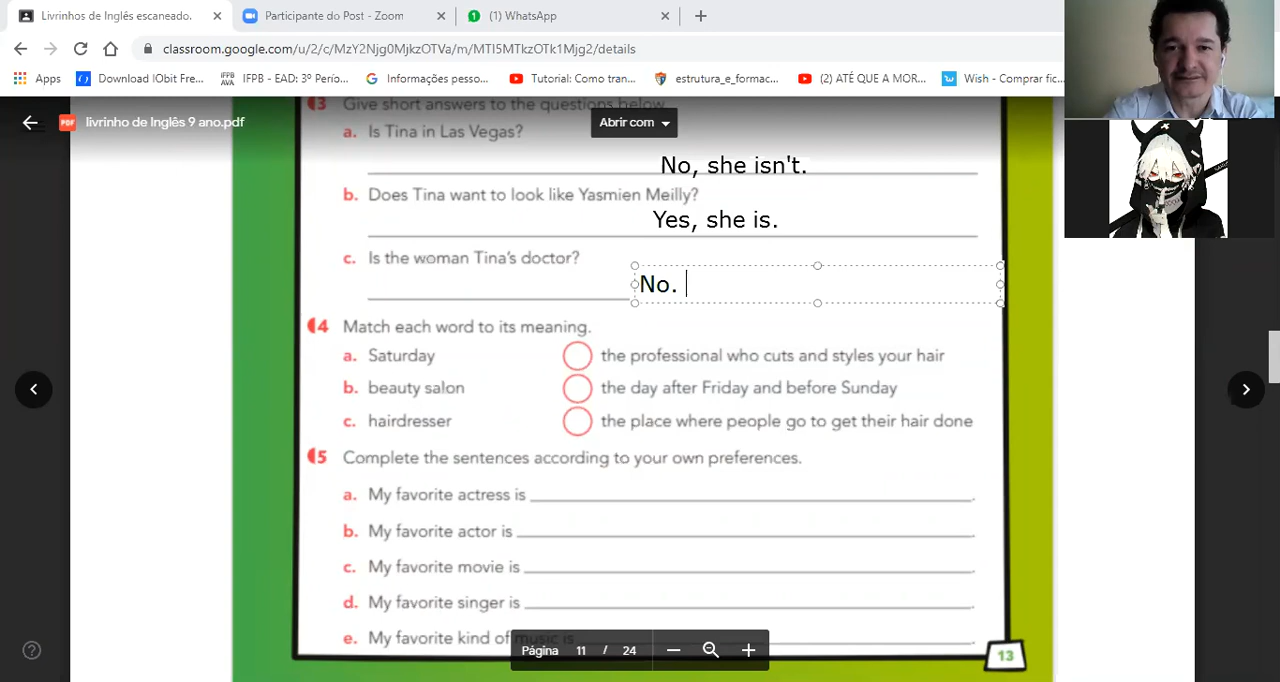 Livrinhos de Inglês escaneado.
Participante do Post - Zoom
(1) WhatsApp
classroom.google.com/u/2/c/MzY2Njg0MjkzOTVa/m/MTI5MTkzOTk1Mjg2/details
Apps
Download IObit Fre...
IFPB - EAD: 3º Perío...
Informações pesso...
Tutorial: Como tran...
estrutura_e_formac...
(2) ATÉ QUE A MOR...
Wish - Comprar fic...
PDF
livrinho de Inglês 9 ano.pdf
Abrir com
3 Give short answers to the questions below.
a. Is Tina in Las Vegas?
No, she isn't.
b. Does Tina want to look like Yasmien Meilly?
Yes, she is.
c. Is the woman Tina's doctor?
No.
4 Match each word to its meaning.
a. Saturday
the professional who cuts and styles your hair
b. beauty salon
the day after Friday and before Sunday
c. hairdresser
the place where people go to get their hair done
5 Complete the sentences according to your own preferences.
a. My favorite actress is .
b. My favorite actor is .
c. My favorite movie is .
d. My favorite singer is .
e. My favorite kind of music is .
Página 11 / 24
13